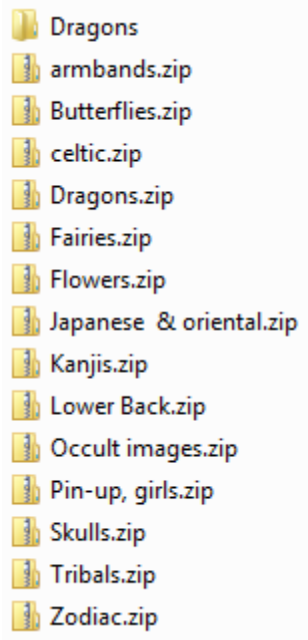 Dragons
armbands.zip
Butterflies.zip
celtic.zip
Dragons.zip
Fairies.zip
Flowers.zip
Japanese  & oriental.zip
Kanjis.zip
Lower Back.zip
Occult images.zip
Pin-up, girls.zip
Skulls.zip
Tribals.zip
Zodiac.zip